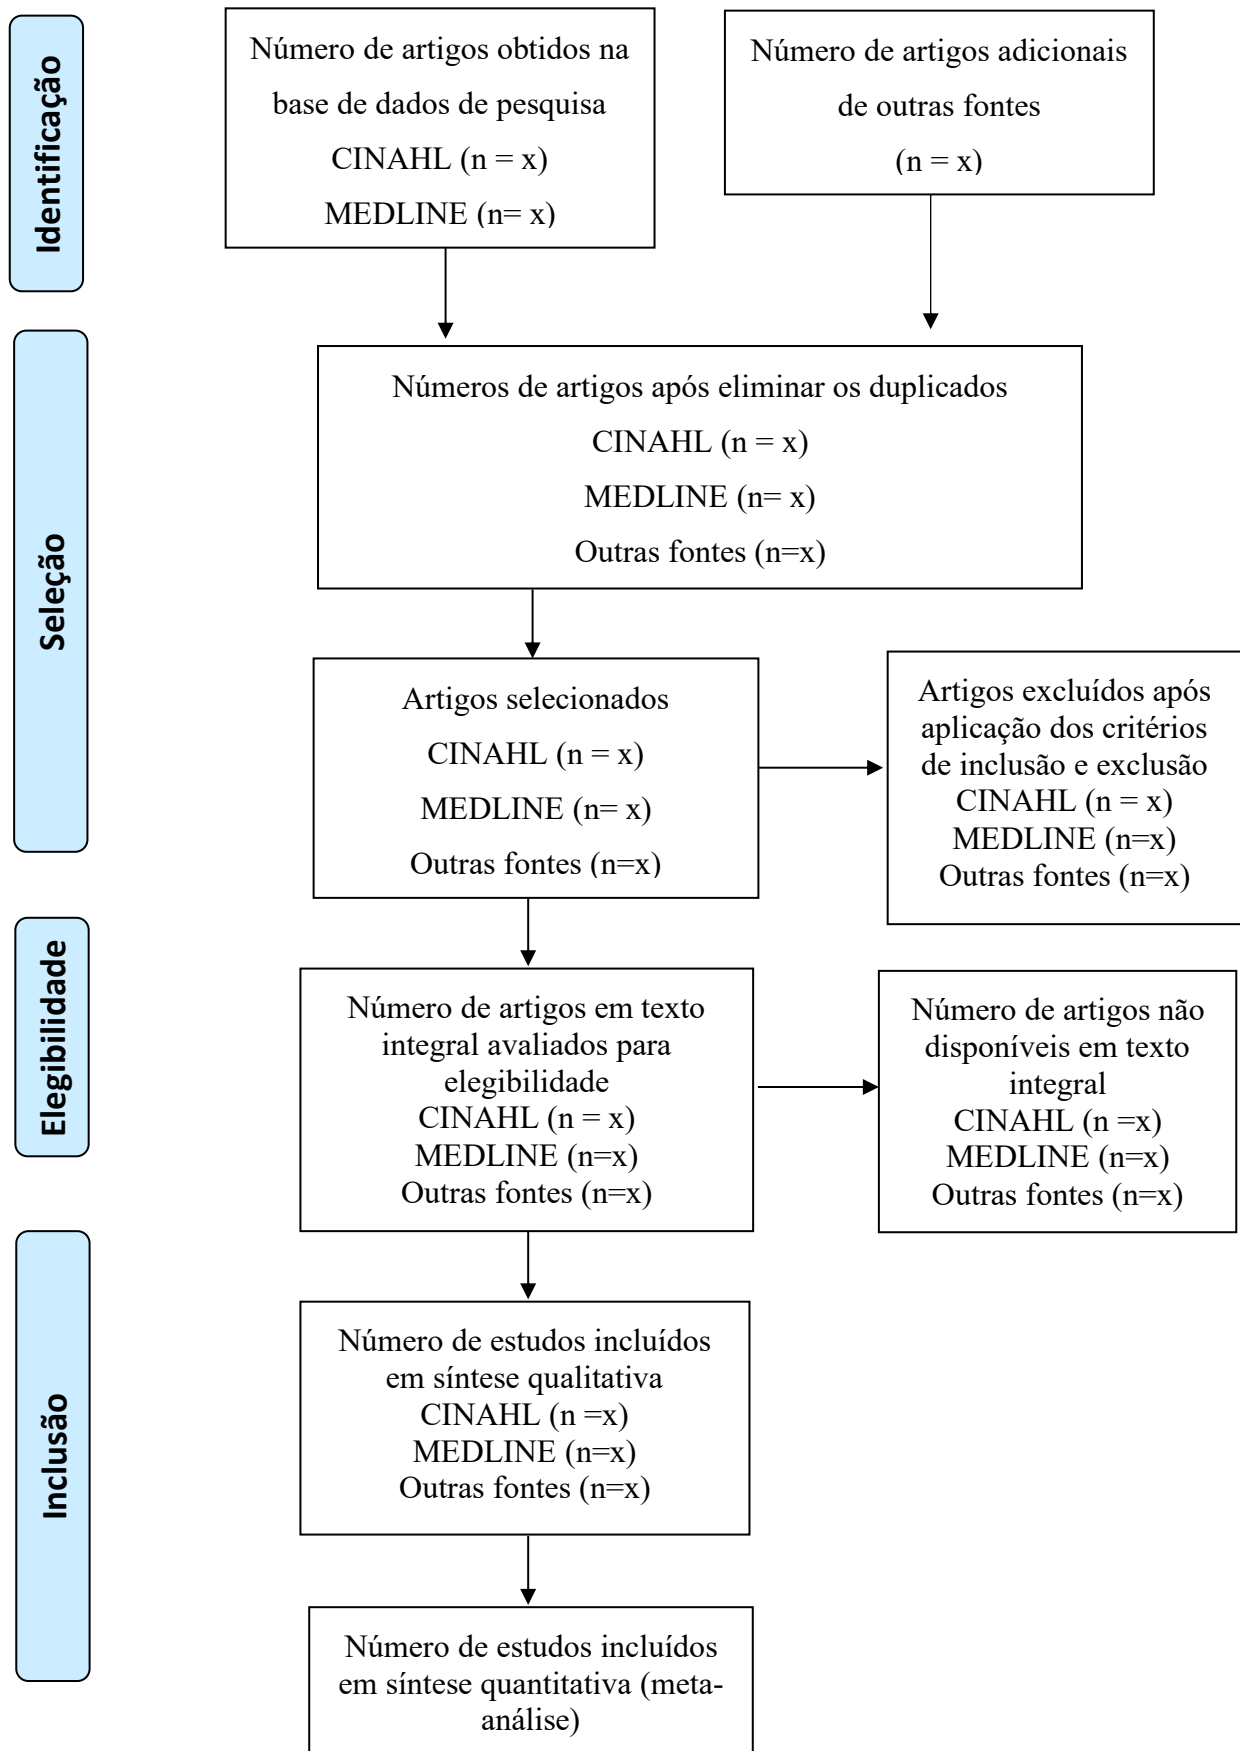 Identificação
Número de artigos obtidos na
base de dados de pesquisa
CINAHL (n = x)
MEDLINE (n= x)
Número de artigos adicionais
de outras fontes
(n = x)
Seleção
Números de artigos após eliminar os duplicados
CINAHL (n = x)
MEDLINE (n= x)
Outras fontes (n=x)
Artigos selecionados
CINAHL (n = x)
MEDLINE (n= x)
Outras fontes (n=x)
Artigos excluídos após
aplicação dos critérios
de inclusão e exclusão
CINAHL (n = x)
MEDLINE (n=x)
Outras fontes (n=x)
Elegibilidade
Número de artigos em texto
integral avaliados para
elegibilidade
CINAHL (n = x)
MEDLINE (n=x)
Outras fontes (n=x)
Número de artigos não
disponíveis em texto
integral
CINAHL (n =x)
MEDLINE (n=x)
Outras fontes (n=x)
Inclusão
Número de estudos incluídos
em síntese qualitativa
CINAHL (n =x)
MEDLINE (n=x)
Outras fontes (n=x)
Número de estudos incluídos
em síntese quantitativa (meta-
análise)